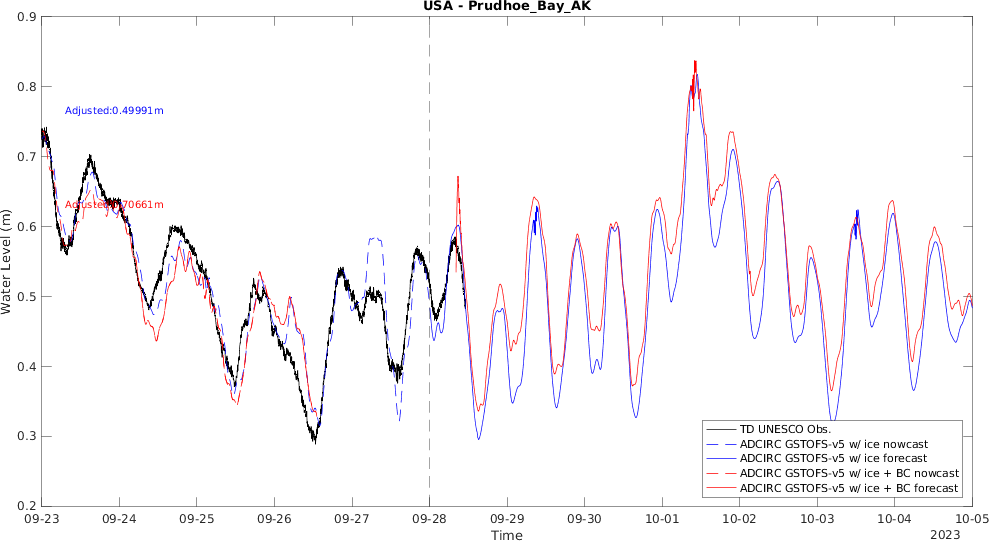 USA - Prudhoe_Bay_AK
0.9
0.8
0.7
0.6
0.5
0.4
0.3
0.2
Water Level (m)
Adjusted:0.49991m
Adjusted:0.70661m
TD UNESCO Obs.
ADCIRC GSTOFS-v5 w/ ice nowcast
ADCIRC GSTOFS-v5 w/ ice forecast
ADCIRC GSTOFS-v5 w/ ice + BC nowcast
ADCIRC GSTOFS-v5 w/ ice + BC forecast
09-23 09-24 09-25 09-26 09-27 09-28 09-29 09-30 10-01 10-02 10-03 10-04 10-05
Time
2023